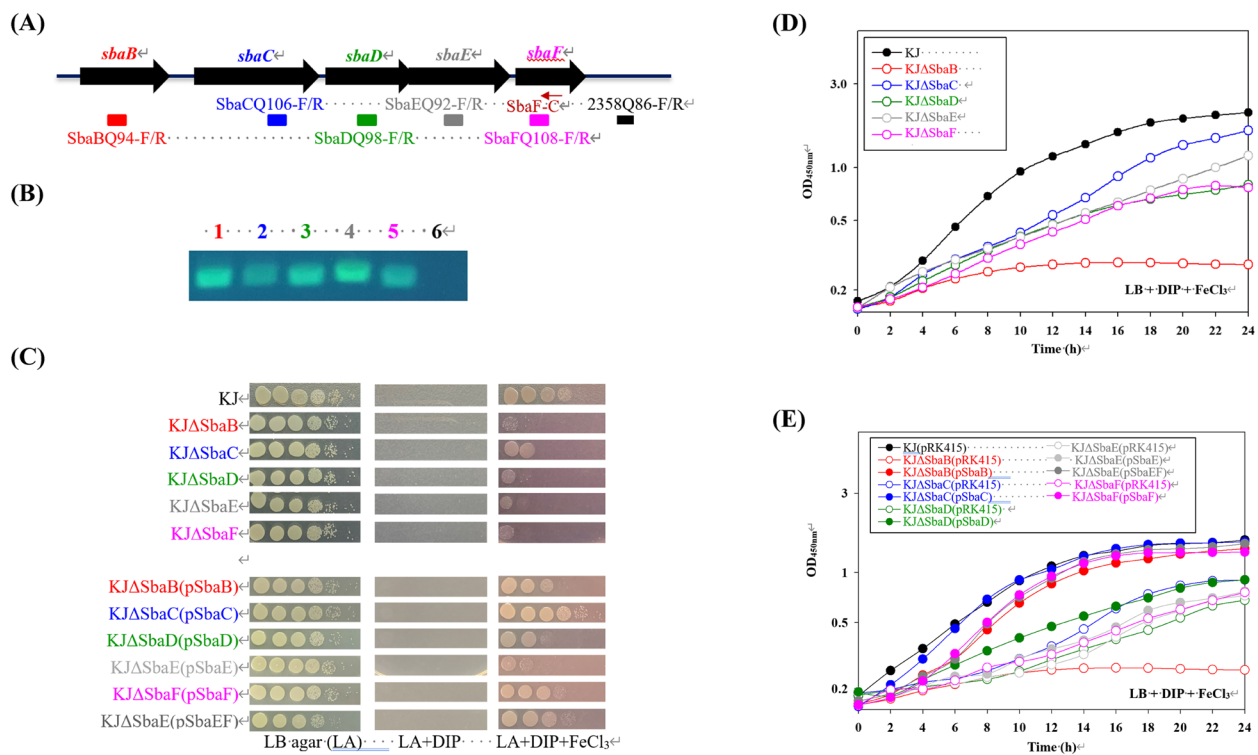 (A)
sbaB sbaC sbaD sbaE sbaF
SbaCQ106-F/R SbaEQ92-F/R SbaF-C 2358Q86-F/R
SbaBQ94-F/R SbaDQ98-F/R SbaFQ108-F/R
(B)
1 2 3 4 5 6
(C)
KJ
KJΔSbaB
KJΔSbaC
KJΔSbaD
KJΔSbaE
KJΔSbaF
KJΔSbaB(pSbaB)
KJΔSbaC(pSbaC)
KJΔSbaD(pSbaD)
KJΔSbaE(pSbaE)
KJΔSbaF(pSbaF)
KJΔSbaE(pSbaEF)
LB agar (LA) LA+DIP LA+DIP+FeCl₃
(D)
KJ
KJΔSbaB
KJΔSbaC
KJΔSbaD
KJΔSbaE
KJΔSbaF
OD450nm
3.0
1.0
0.5
0.2
LB + DIP + FeCl₃
0 2 4 6 8 10 12 14 16 18 20 22 24
Time (h)
(E)
KJ(pRK415) KJΔSbaE(pRK415)
KJΔSbaB(pRK415) KJΔSbaE(pSbaE)
KJΔSbaB(pSbaB) KJΔSbaE(pSbaEF)
KJΔSbaC(pRK415) KJΔSbaF(pRK415)
KJΔSbaC(pSbaC) KJΔSbaF(pSbaF)
KJΔSbaD(pRK415)
KJΔSbaD(pSbaD)
OD450nm
3
1
0.5
0.2
LB + DIP + FeCl₃
0 2 4 6 8 10 12 14 16 18 20 22 24
Time (h)